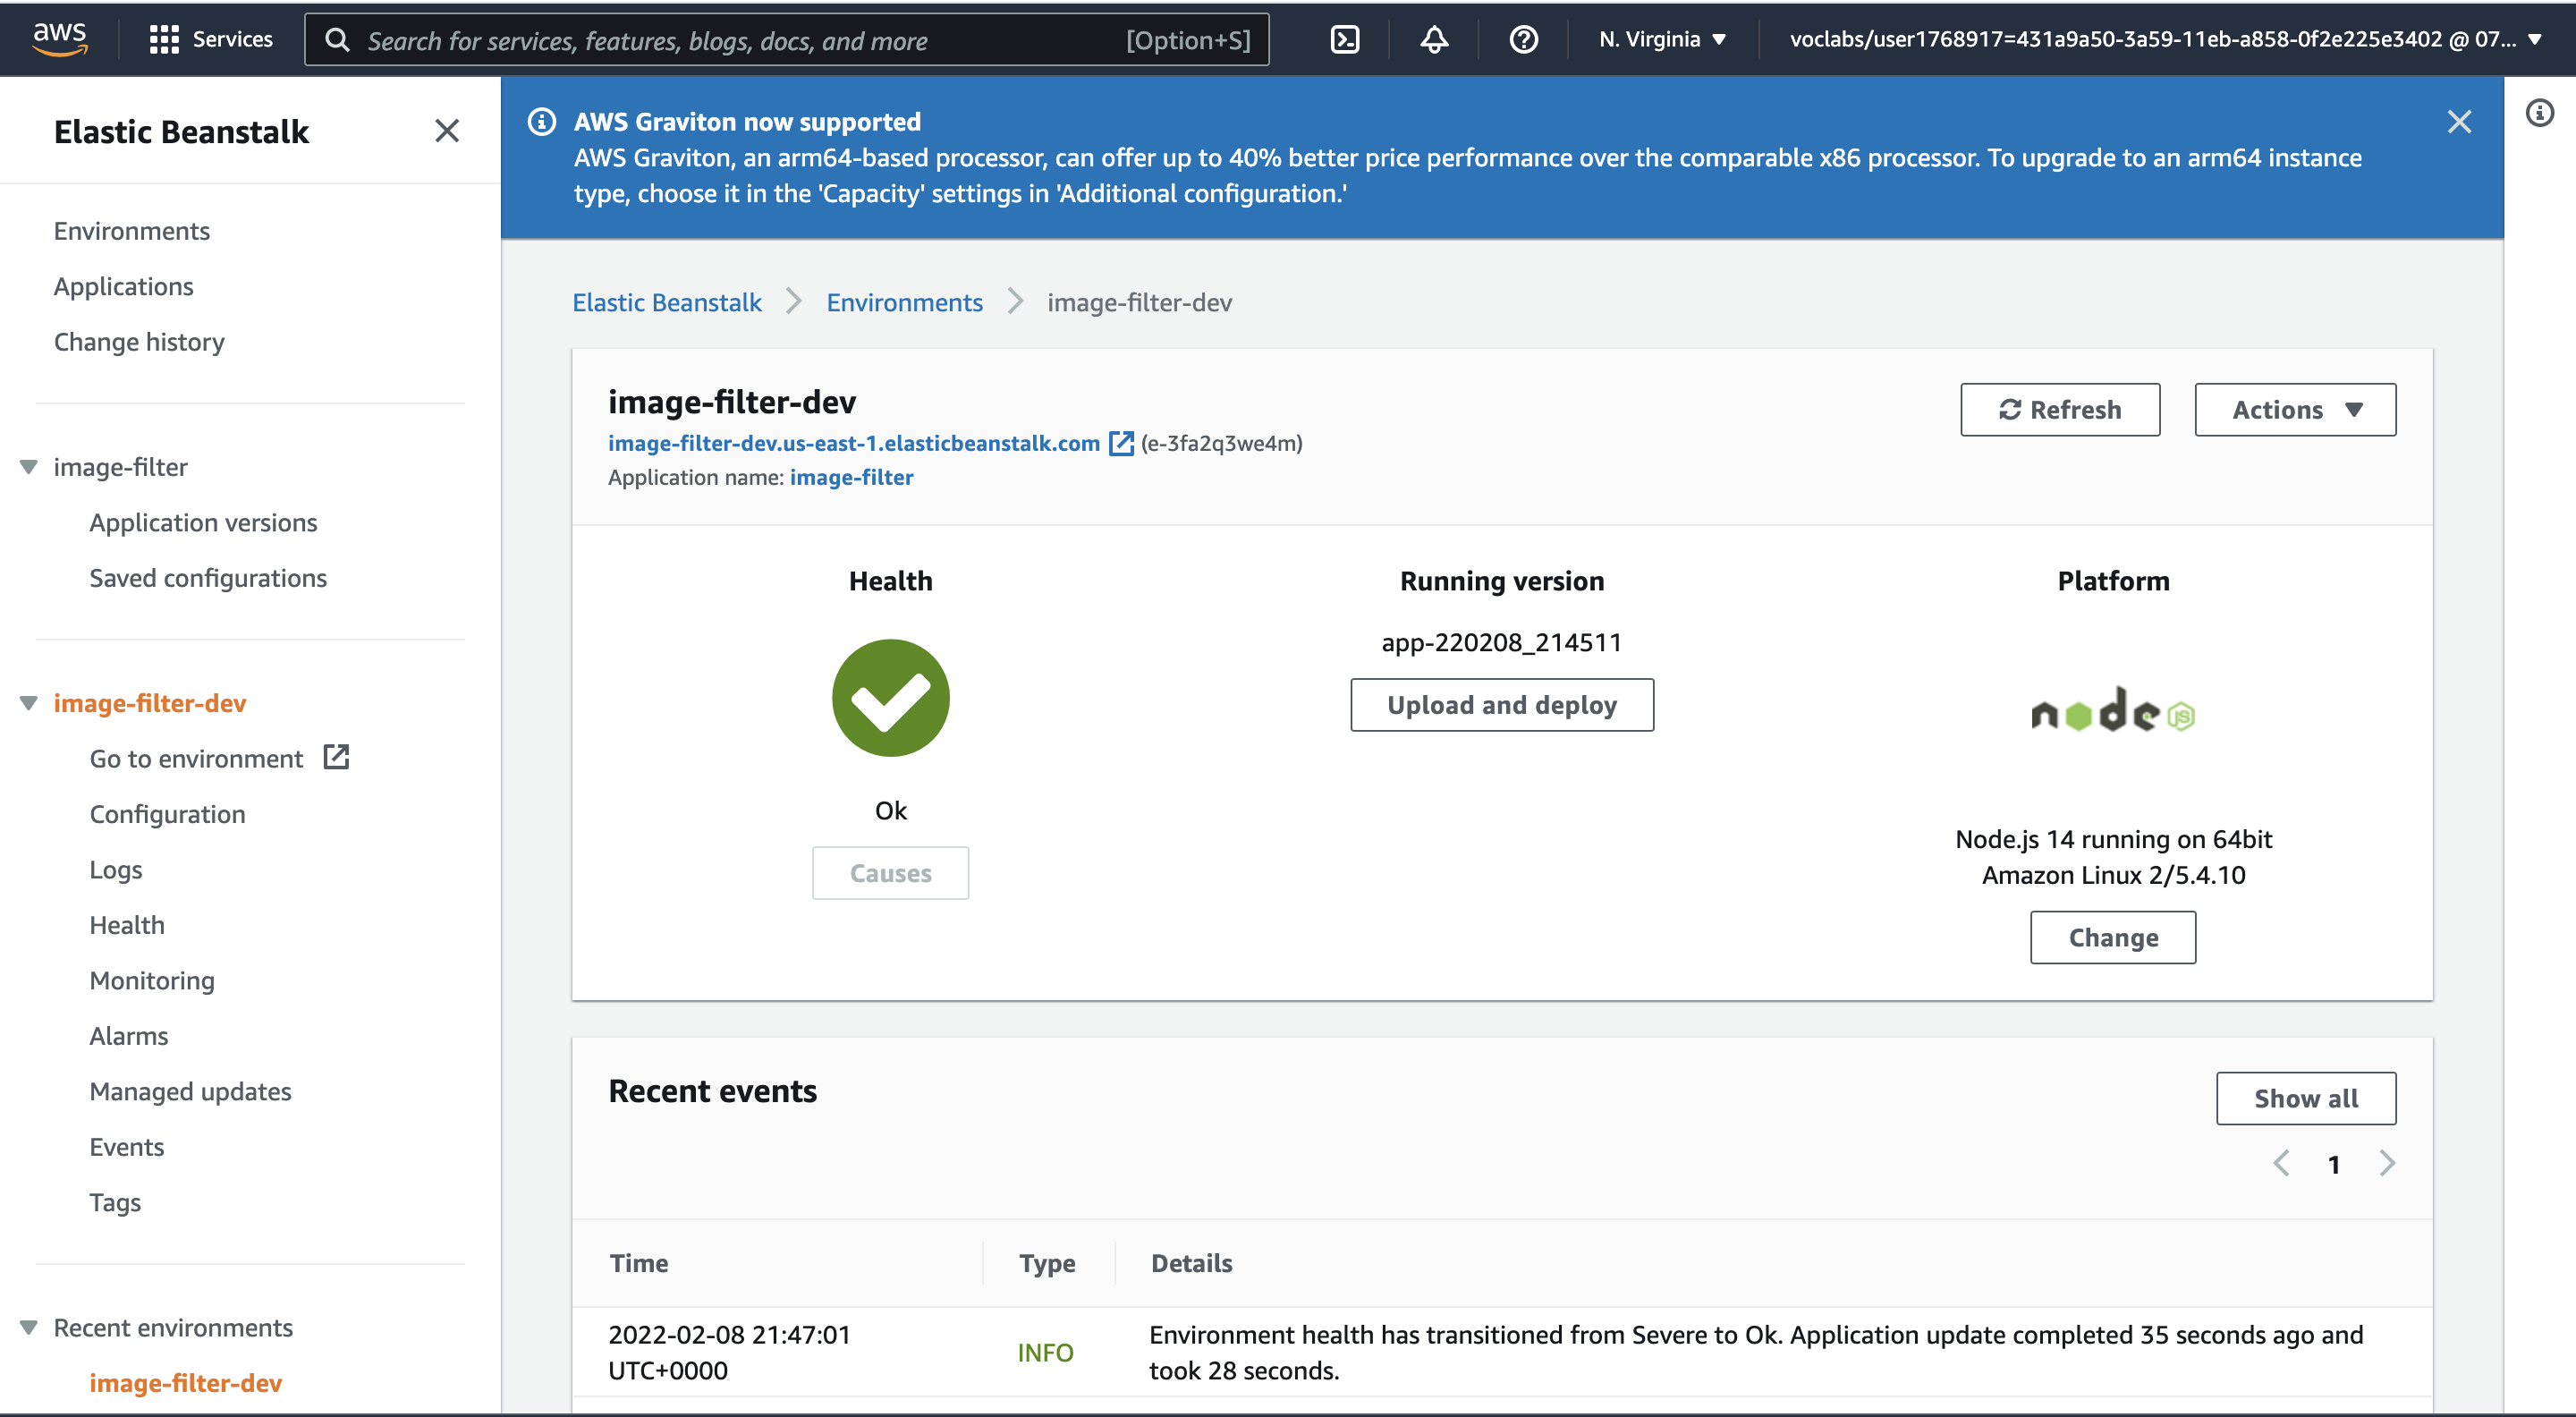 aws
Services
Search for services, features, blogs, docs, and more [Option+S]
N. Virginia
voclabs/user1768917=431a9a50-3a59-11eb-a858-0f2e225e3402 @ 07...
Elastic Beanstalk
Environments
Applications
Change history
image-filter
Application versions
Saved configurations
image-filter-dev
Go to environment
Configuration
Logs
Health
Monitoring
Alarms
Managed updates
Events
Tags
Recent environments
image-filter-dev
AWS Graviton now supported
AWS Graviton, an arm64-based processor, can offer up to 40% better price performance over the comparable x86 processor. To upgrade to an arm64 instance
type, choose it in the 'Capacity' settings in 'Additional configuration.'
Elastic Beanstalk > Environments > image-filter-dev
image-filter-dev
image-filter-dev.us-east-1.elasticbeanstalk.com (e-3fa2q3we4m)
Application name: image-filter
Refresh
Actions
Health
Ok
Causes
Running version
app-220208_214511
Upload and deploy
Platform
node JS
Node.js 14 running on 64bit
Amazon Linux 2/5.4.10
Change
Recent events
Show all
1
Time Type Details
2022-02-08 21:47:01
UTC+0000
INFO
Environment health has transitioned from Severe to Ok. Application update completed 35 seconds ago and
took 28 seconds.